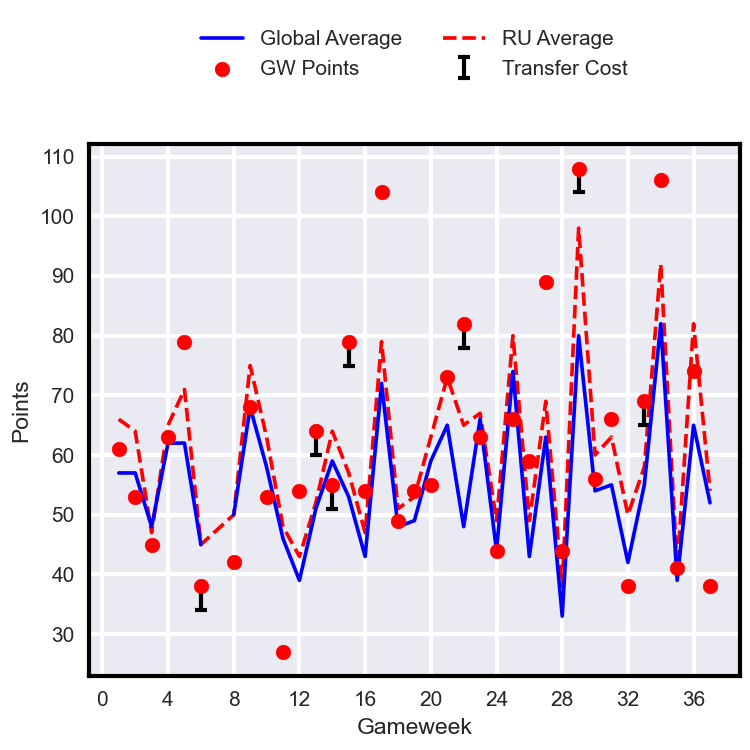 Global Average
RU Average
GW Points
Transfer Cost
110
100
90
80
70
60
50
40
30
Points
0 4 8 12 16 20 24 28 32 36
Gameweek